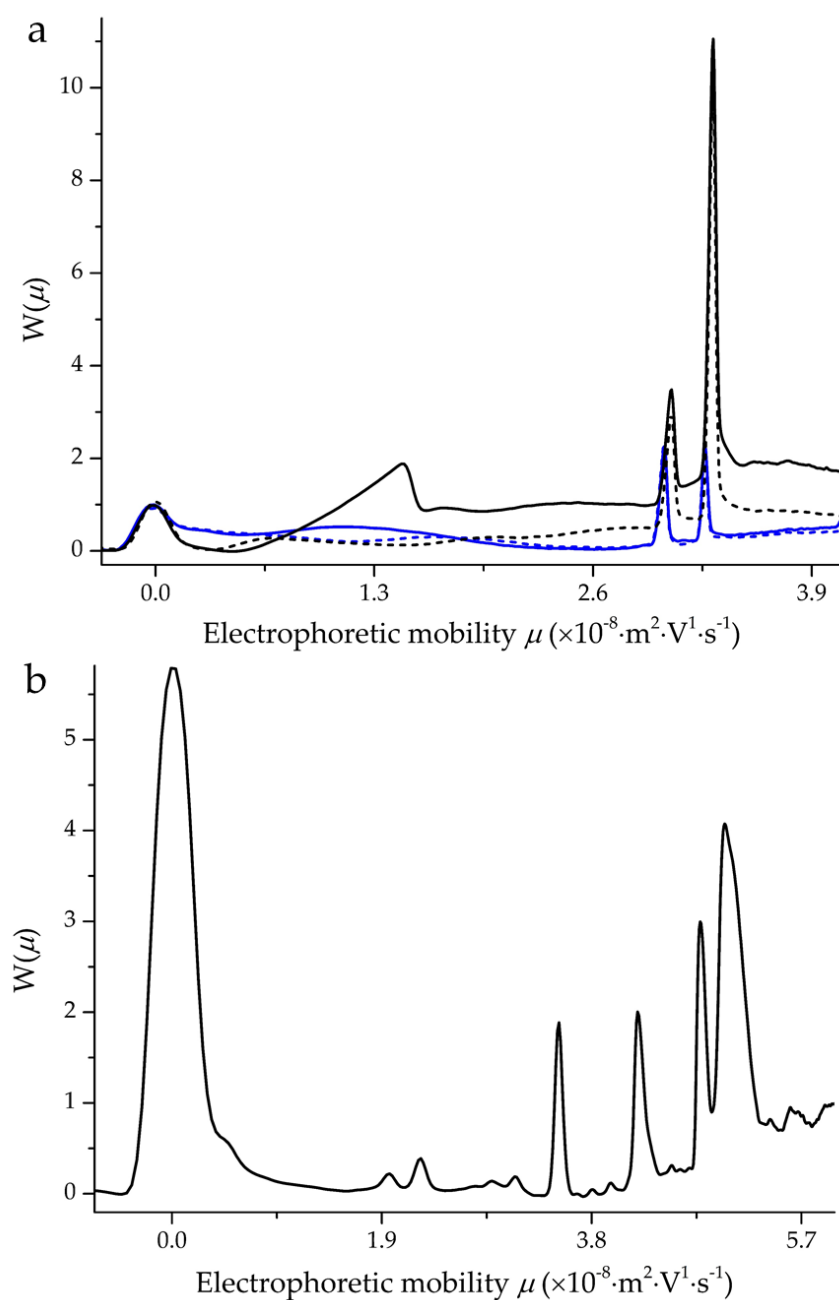 a
10
8
6
4
2
0
W(μ)
0.0 1.3 2.6 3.9
Electrophoretic mobility μ (×10⁻⁸·m²·V¹·s⁻¹)
b
5
4
3
2
1
0
W(μ)
0.0 1.9 3.8 5.7
Electrophoretic mobility μ (×10⁻⁸·m²·V¹·s⁻¹)